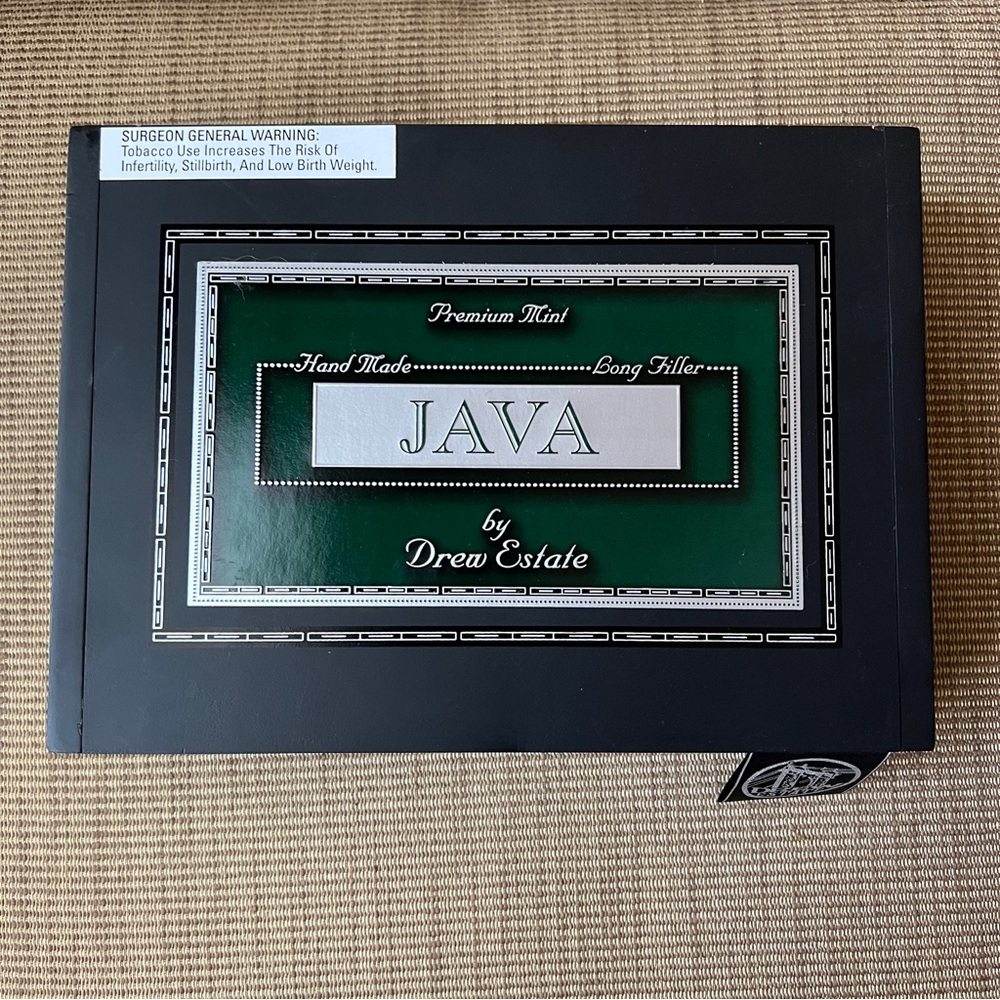 SURGEON GENERAL WARNING:
Tobacco Use Increases The Risk Of
Infertility, Stillbirth, And Low Birth Weight.
Premium Mint
Hand Made Long Filler
JAVA
by
Drew Estate